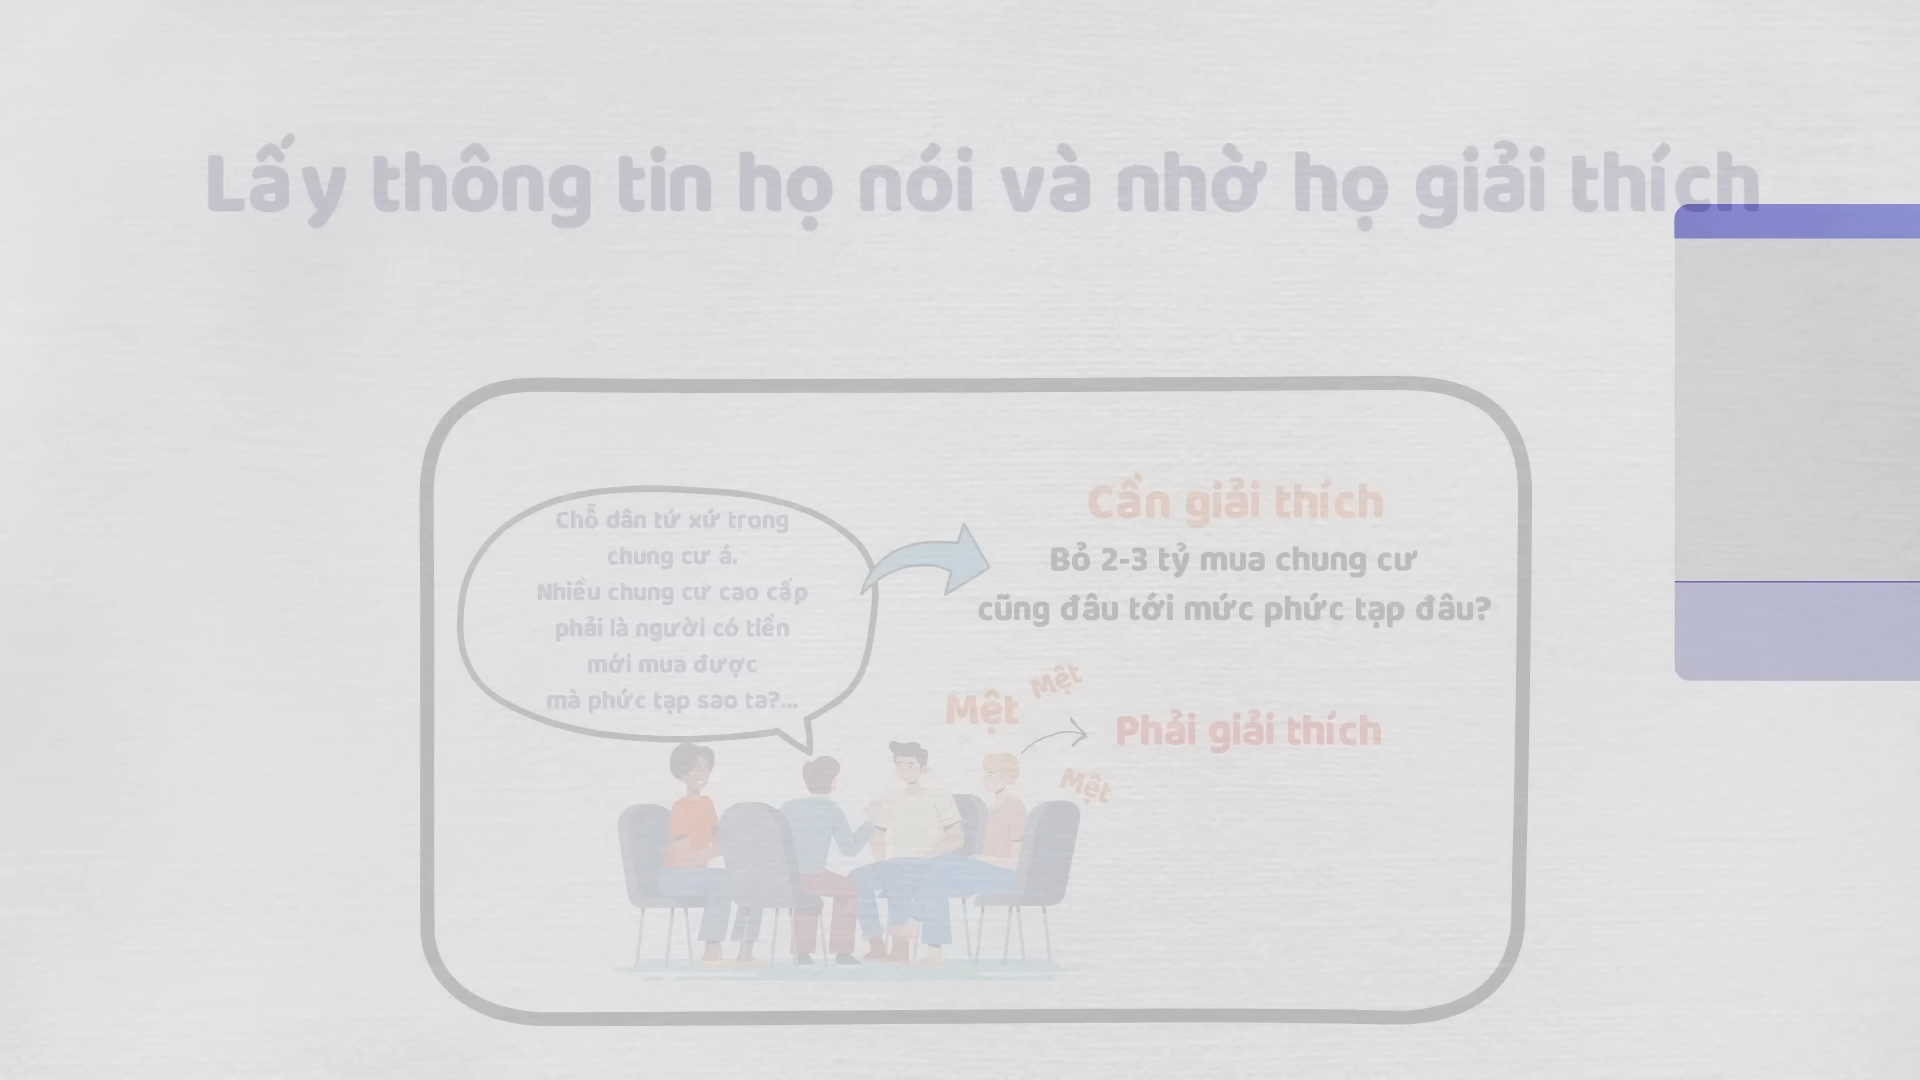 Lấy thông tin họ nói và nhờ họ giải thích
Chỗ dân tứ xứ trong
chung cư á.
Nhiều chung cư cao cấp
phải là người có tiền
mới mua được
mà phức tạp sao ta?...
Cần giải thích
Bỏ 2-3 tỷ mua chung cư
cũng đâu tới mức phức tạp đâu?
Mệt
Mệt
Phải giải thích
Mệt